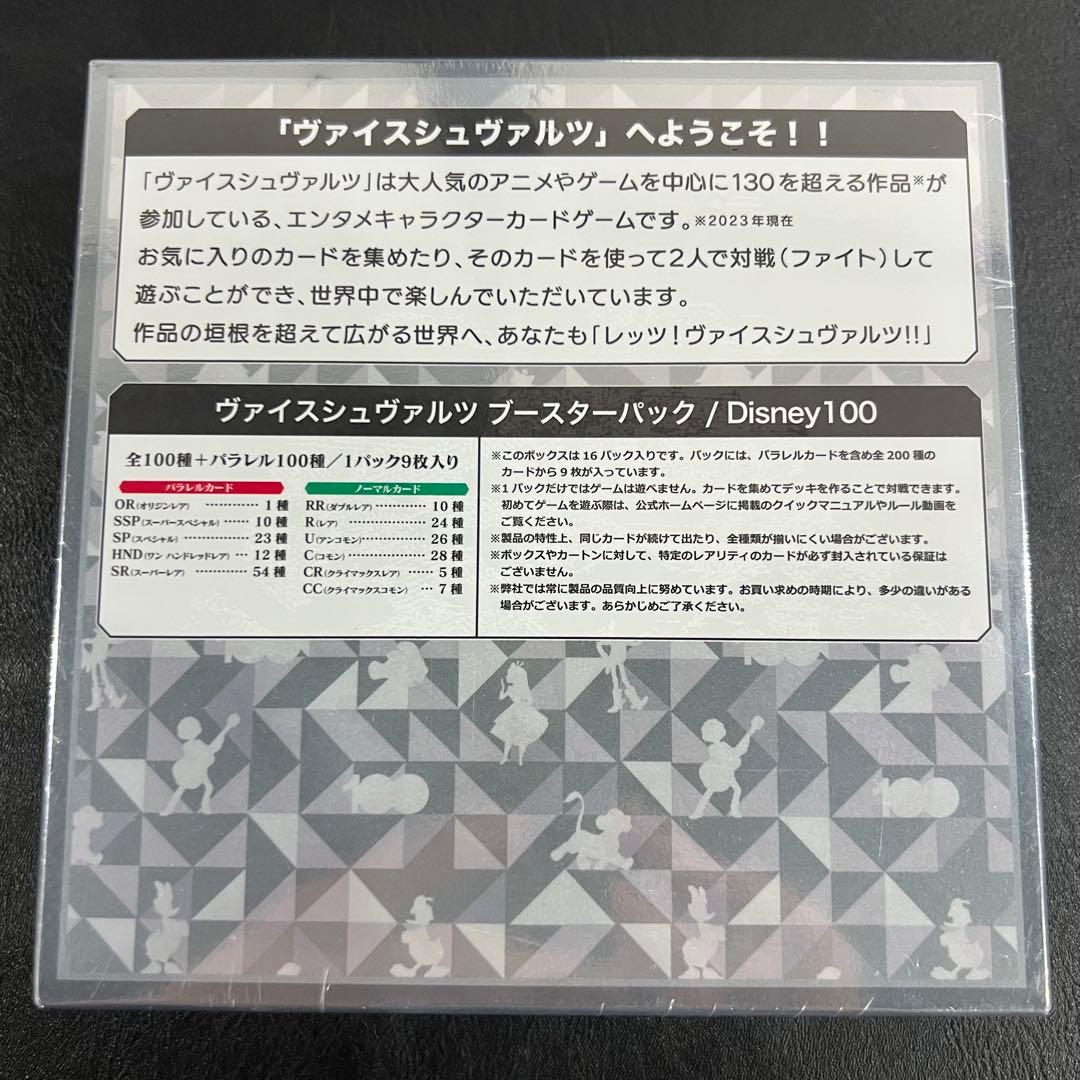 「ヴァイスシュヴァルツ」へようこそ！！
「ヴァイスシュヴァルツ」は大人気のアニメやゲームを中心に130を超える作品※が
参加している、エンタメキャラクターカードゲームです。※2023年現在
お気に入りのカードを集めたり、そのカードを使って2人で対戦（ファイト）して
遊ぶことができ、世界中で楽しんでいただいています。
作品の垣根を超えて広がる世界へ、あなたも「レッツ！ヴァイスシュヴァルツ!!」
ヴァイスシュヴァルツ ブースターパック / Disney100
全100種＋パラレル100種／1パック9枚入り
パラレルカード
OR(オリジンレア) ………… 1種
SSP(スーパースペシャル) …… 10種
SP(スペシャル) ………… 23種
HND(ワン ハンドレッドレア) … 12種
SR(スーパーレア) ………… 54種
ノーマルカード
RR(ダブルレア) ………… 10種
R(レア) ………… 24種
U(アンコモン) ………… 26種
C(コモン) ………… 28種
CR(クライマックスレア) …… 5種
CC(クライマックスコモン) … 7種
※このボックスは16パック入りです。パックには、パラレルカードを含め全200種の
カードから9枚が入っています。
※1パックだけではゲームは遊べません。カードを集めてデッキを作ることで対戦できます。
初めてゲームを遊ぶ際は、公式ホームページに掲載のクイックマニュアルやルール動画を
ご覧ください。
※製品の特性上、同じカードが続けて出たり、全種類が揃いにくい場合がございます。
※ボックスやカートンに対して、特定のレアリティのカードが必ず封入されている保証は
ございません。
※弊社では常に製品の品質向上に努めています。お買い求めの時期により、多少の違いがある
場合がございます。あらかじめご了承ください。
100
100
100
100